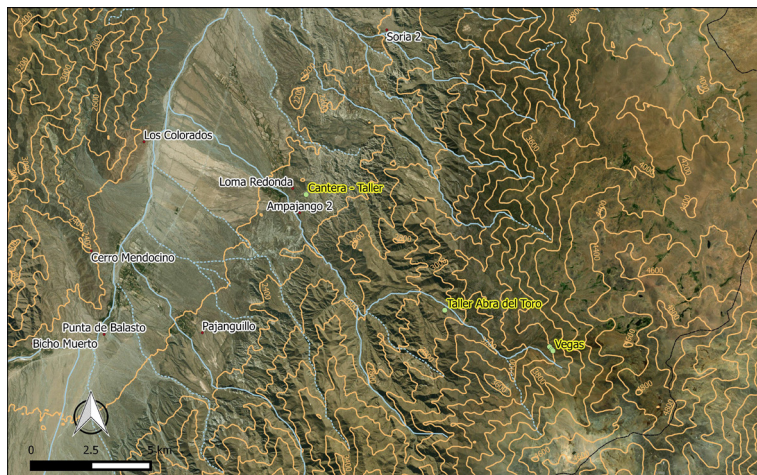 Soria 2
Los Colorados
Loma Redonda
Cantera - Taller
Ampajango 2
Cerro Mendocino
Taller Abra del Toro
Punta de Balasto
Pajanguillo
Bicho Muerto
Vegas
4600
0 2.5 5 km